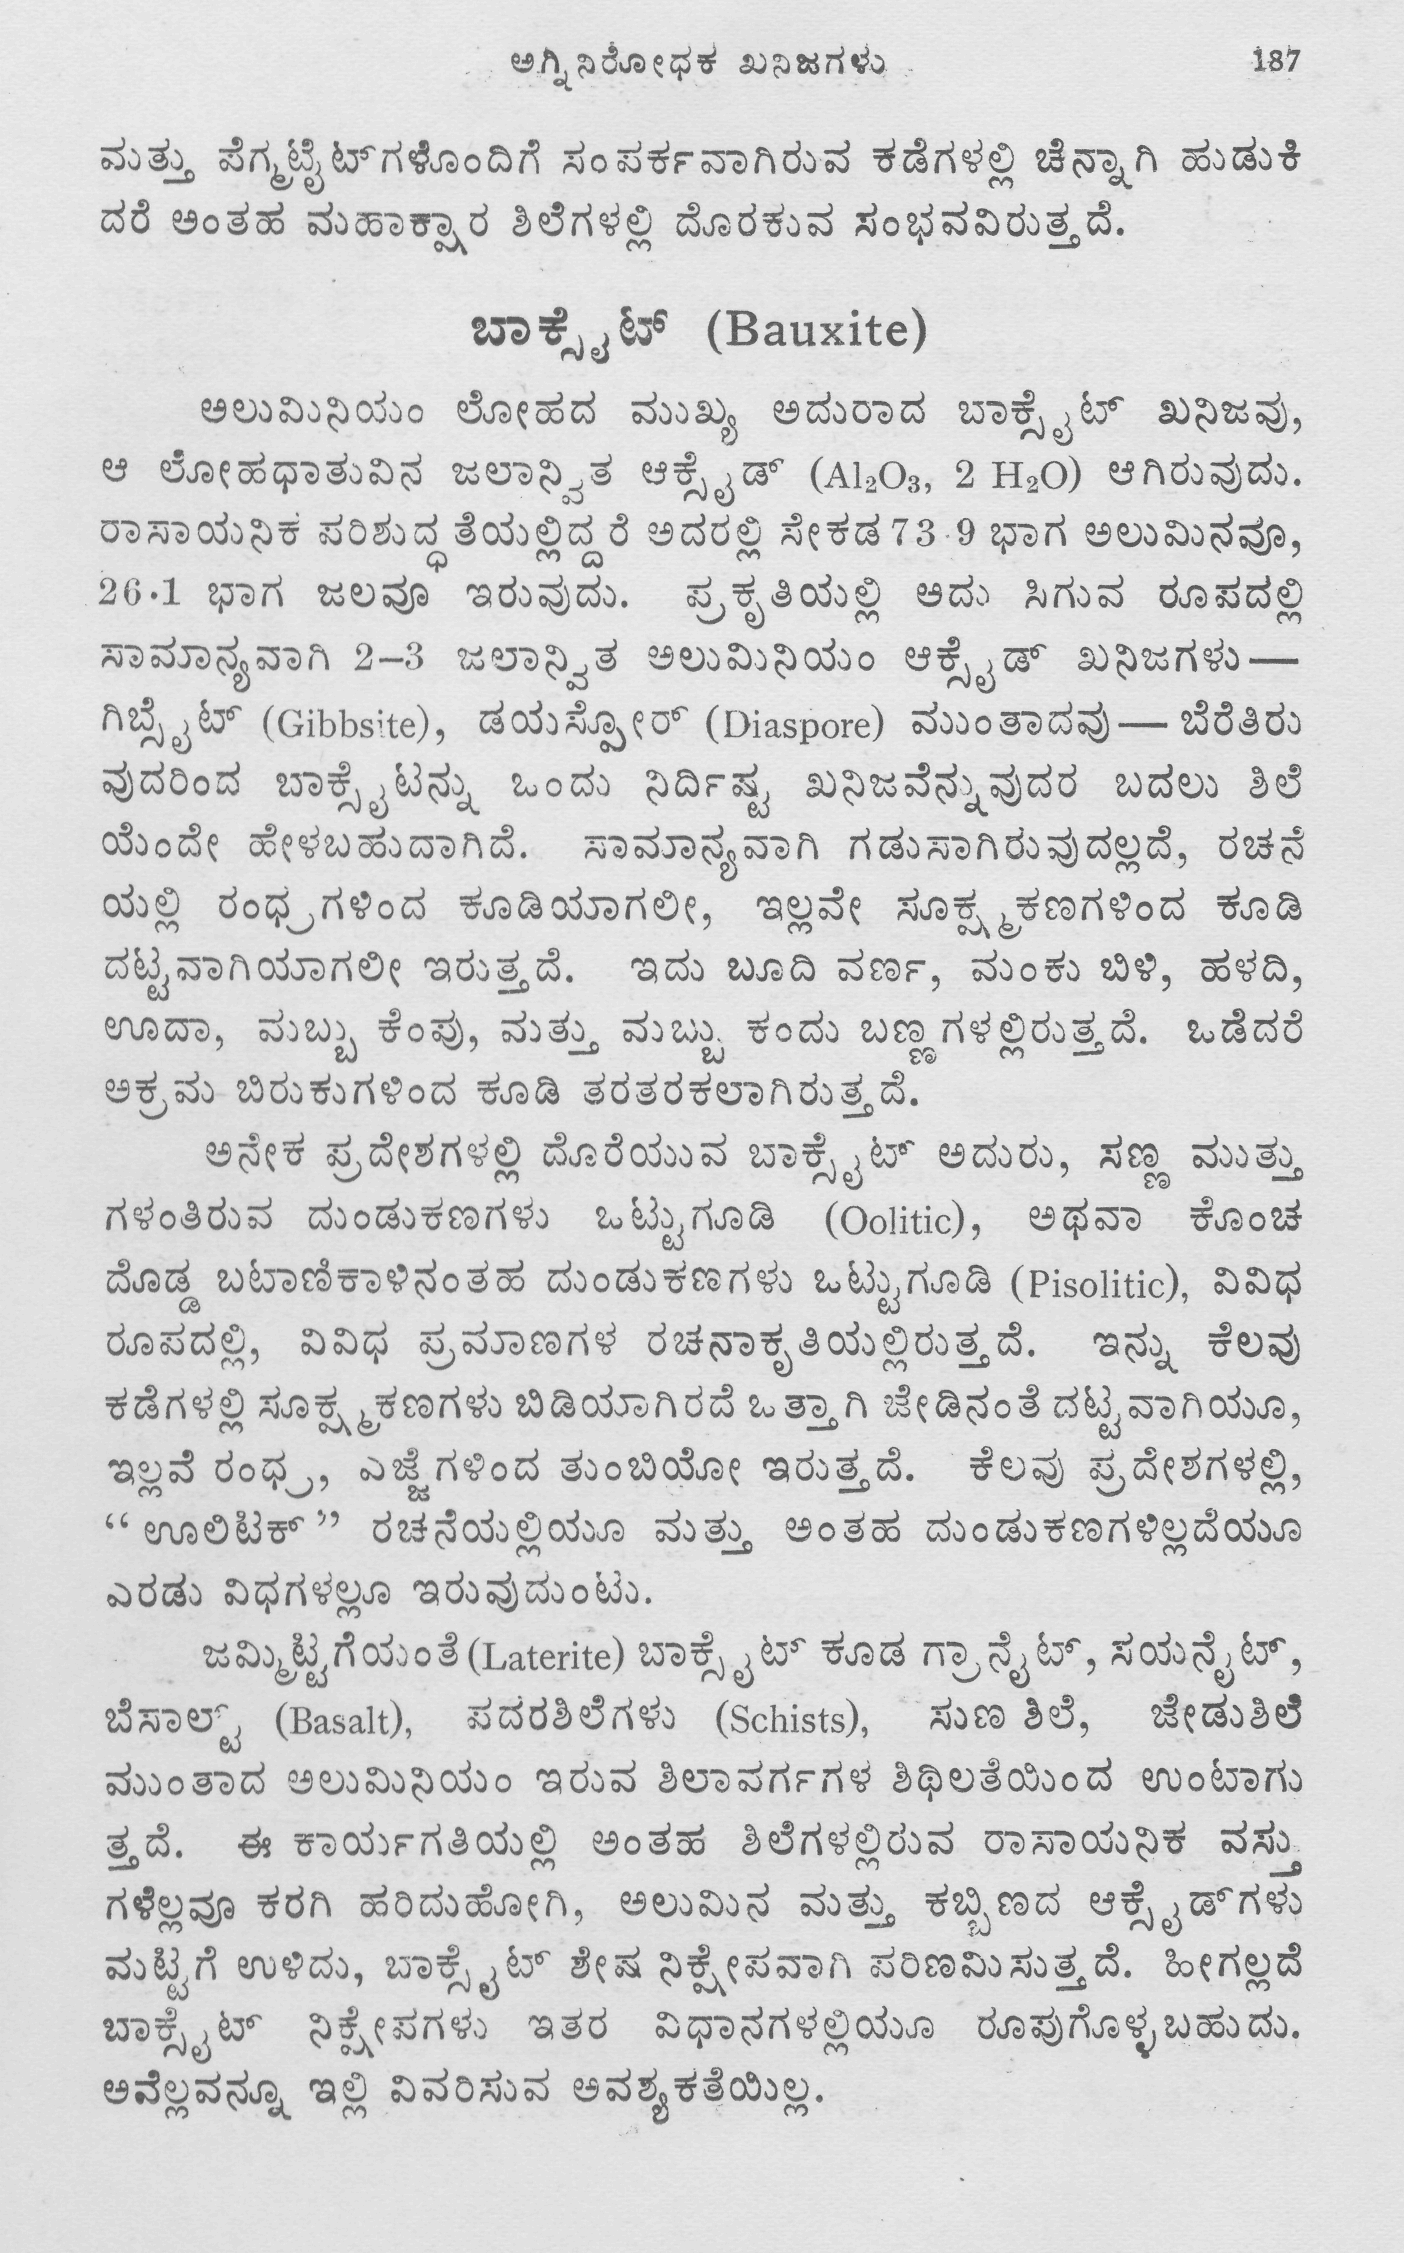 ಅಗ್ನಿನಿರೋಧಕ ಖನಿಜಗಳು 187
ಮತ್ತು ಪೆಗ್ಮಟೈಟ್‌ಗಳೊಂದಿಗೆ ಸಂಪರ್ಕವಾಗಿರುವ ಕಡೆಗಳಲ್ಲಿ ಚೆನ್ನಾಗಿ ಹುಡುಕಿ
ದರೆ ಅಂತಹ ಮಹಾಕ್ಷಾರ ಶಿಲೆಗಳಲ್ಲಿ ದೊರಕುವ ಸಂಭವವಿರುತ್ತದೆ.
ಬಾಕ್ಸೈಟ್ (Bauxite)
ಅಲುಮಿನಿಯಂ ಲೋಹದ ಮುಖ್ಯ ಅದುರಾದ ಬಾಕ್ಸೈಟ್ ಖನಿಜವು,
ಆ ಲೋಹಧಾತುವಿನ ಜಲಾನ್ವಿತ ಆಕ್ಸೈಡ್ (Al₂O₃, 2 H₂O) ಆಗಿರುವುದು.
ರಾಸಾಯನಿಕ ಪರಿಶುದ್ಧತೆಯಲ್ಲಿದ್ದರೆ ಅದರಲ್ಲಿ ಸೇಕಡ 73·9 ಭಾಗ ಅಲುಮಿನವೂ,
26·1 ಭಾಗ ಜಲವೂ ಇರುವುದು. ಪ್ರಕೃತಿಯಲ್ಲಿ ಅದು ಸಿಗುವ ರೂಪದಲ್ಲಿ
ಸಾಮಾನ್ಯವಾಗಿ 2–3 ಜಲಾನ್ವಿತ ಅಲುಮಿನಿಯಂ ಆಕ್ಸೈಡ್ ಖನಿಜಗಳು—
ಗಿಬ್ಸೈಟ್ (Gibbsite), ಡಯಸ್ಪೋರ್ (Diaspore) ಮುಂತಾದವು— ಬೆರೆತಿರು
ವುದರಿಂದ ಬಾಕ್ಸೈಟನ್ನು ಒಂದು ನಿರ್ದಿಷ್ಟ ಖನಿಜವೆನ್ನುವುದರ ಬದಲು ಶಿಲೆ
ಯೆಂದೇ ಹೇಳಬಹುದಾಗಿದೆ. ಸಾಮಾನ್ಯವಾಗಿ ಗಡುಸಾಗಿರುವುದಲ್ಲದೆ, ರಚನೆ
ಯಲ್ಲಿ ರಂಧ್ರಗಳಿಂದ ಕೂಡಿಯಾಗಲೀ, ಇಲ್ಲವೇ ಸೂಕ್ಷ್ಮಕಣಗಳಿಂದ ಕೂಡಿ
ದಟ್ಟವಾಗಿಯಾಗಲೀ ಇರುತ್ತದೆ. ಇದು ಬೂದಿ ವರ್ಣ, ಮಂಕು ಬಿಳಿ, ಹಳದಿ,
ಊದಾ, ಮಬ್ಬು ಕೆಂಪು, ಮತ್ತು ಮಬ್ಬು ಕಂದು ಬಣ್ಣಗಳಲ್ಲಿರುತ್ತದೆ. ಒಡೆದರೆ
ಅಕ್ರಮ ಬಿರುಕುಗಳಿಂದ ಕೂಡಿ ತರತರಕಲಾಗಿರುತ್ತದೆ.
ಅನೇಕ ಪ್ರದೇಶಗಳಲ್ಲಿ ದೊರೆಯುವ ಬಾಕ್ಸೈಟ್ ಅದುರು, ಸಣ್ಣ ಮುತ್ತು
ಗಳಂತಿರುವ ದುಂಡುಕಣಗಳು ಒಟ್ಟುಗೂಡಿ (Oolitic), ಅಥವಾ ಕೊಂಚ
ದೊಡ್ಡ ಬಟಾಣಿಕಾಳಿನಂತಹ ದುಂಡುಕಣಗಳು ಒಟ್ಟುಗೂಡಿ (Pisolitic), ವಿವಿಧ
ರೂಪದಲ್ಲಿ, ವಿವಿಧ ಪ್ರಮಾಣಗಳ ರಚನಾಕೃತಿಯಲ್ಲಿರುತ್ತದೆ. ಇನ್ನು ಕೆಲವು
ಕಡೆಗಳಲ್ಲಿ ಸೂಕ್ಷ್ಮಕಣಗಳು ಬಿಡಿಯಾಗಿರದೆ ಒತ್ತಾಗಿ ಜೇಡಿನಂತೆ ದಟ್ಟವಾಗಿಯೂ,
ಇಲ್ಲವೆ ರಂಧ್ರ, ಎಜ್ಜೆಗಳಿಂದ ತುಂಬಿಯೋ ಇರುತ್ತದೆ. ಕೆಲವು ಪ್ರದೇಶಗಳಲ್ಲಿ,
“ಊಲಿಟಿಕ್” ರಚನೆಯಲ್ಲಿಯೂ ಮತ್ತು ಅಂತಹ ದುಂಡುಕಣಗಳಿಲ್ಲದೆಯೂ
ಎರಡು ವಿಧಗಳಲ್ಲೂ ಇರುವುದುಂಟು.
ಜಮ್ಮಿಟ್ಟಿಗೆಯಂತೆ (Laterite) ಬಾಕ್ಸೈಟ್ ಕೂಡ ಗ್ರಾನೈಟ್, ಸಯನೈಟ್,
ಬೆಸಾಲ್ಟ್ (Basalt), ಪದರಶಿಲೆಗಳು (Schists), ಸುಣ ಶಿಲೆ, ಜೇಡುಶಿಲೆ
ಮುಂತಾದ ಅಲುಮಿನಿಯಂ ಇರುವ ಶಿಲಾವರ್ಗಗಳ ಶಿಥಿಲತೆಯಿಂದ ಉಂಟಾಗು
ತ್ತದೆ. ಈ ಕಾರ್ಯಗತಿಯಲ್ಲಿ ಅಂತಹ ಶಿಲೆಗಳಲ್ಲಿರುವ ರಾಸಾಯನಿಕ ವಸ್ತು
ಗಳೆಲ್ಲವೂ ಕರಗಿ ಹರಿದುಹೋಗಿ, ಅಲುಮಿನ ಮತ್ತು ಕಬ್ಬಿಣದ ಆಕ್ಸೈಡ್‌ಗಳು
ಮಟ್ಟಿಗೆ ಉಳಿದು, ಬಾಕ್ಸೈಟ್ ಶೇಷ ನಿಕ್ಷೇಪವಾಗಿ ಪರಿಣಮಿಸುತ್ತದೆ. ಹೀಗಲ್ಲದೆ
ಬಾಕ್ಸೈಟ್ ನಿಕ್ಷೇಪಗಳು ಇತರ ವಿಧಾನಗಳಲ್ಲಿಯೂ ರೂಪುಗೊಳ್ಳಬಹುದು.
ಅವೆಲ್ಲವನ್ನೂ ಇಲ್ಲಿ ವಿವರಿಸುವ ಅವಶ್ಯಕತೆಯಿಲ್ಲ.